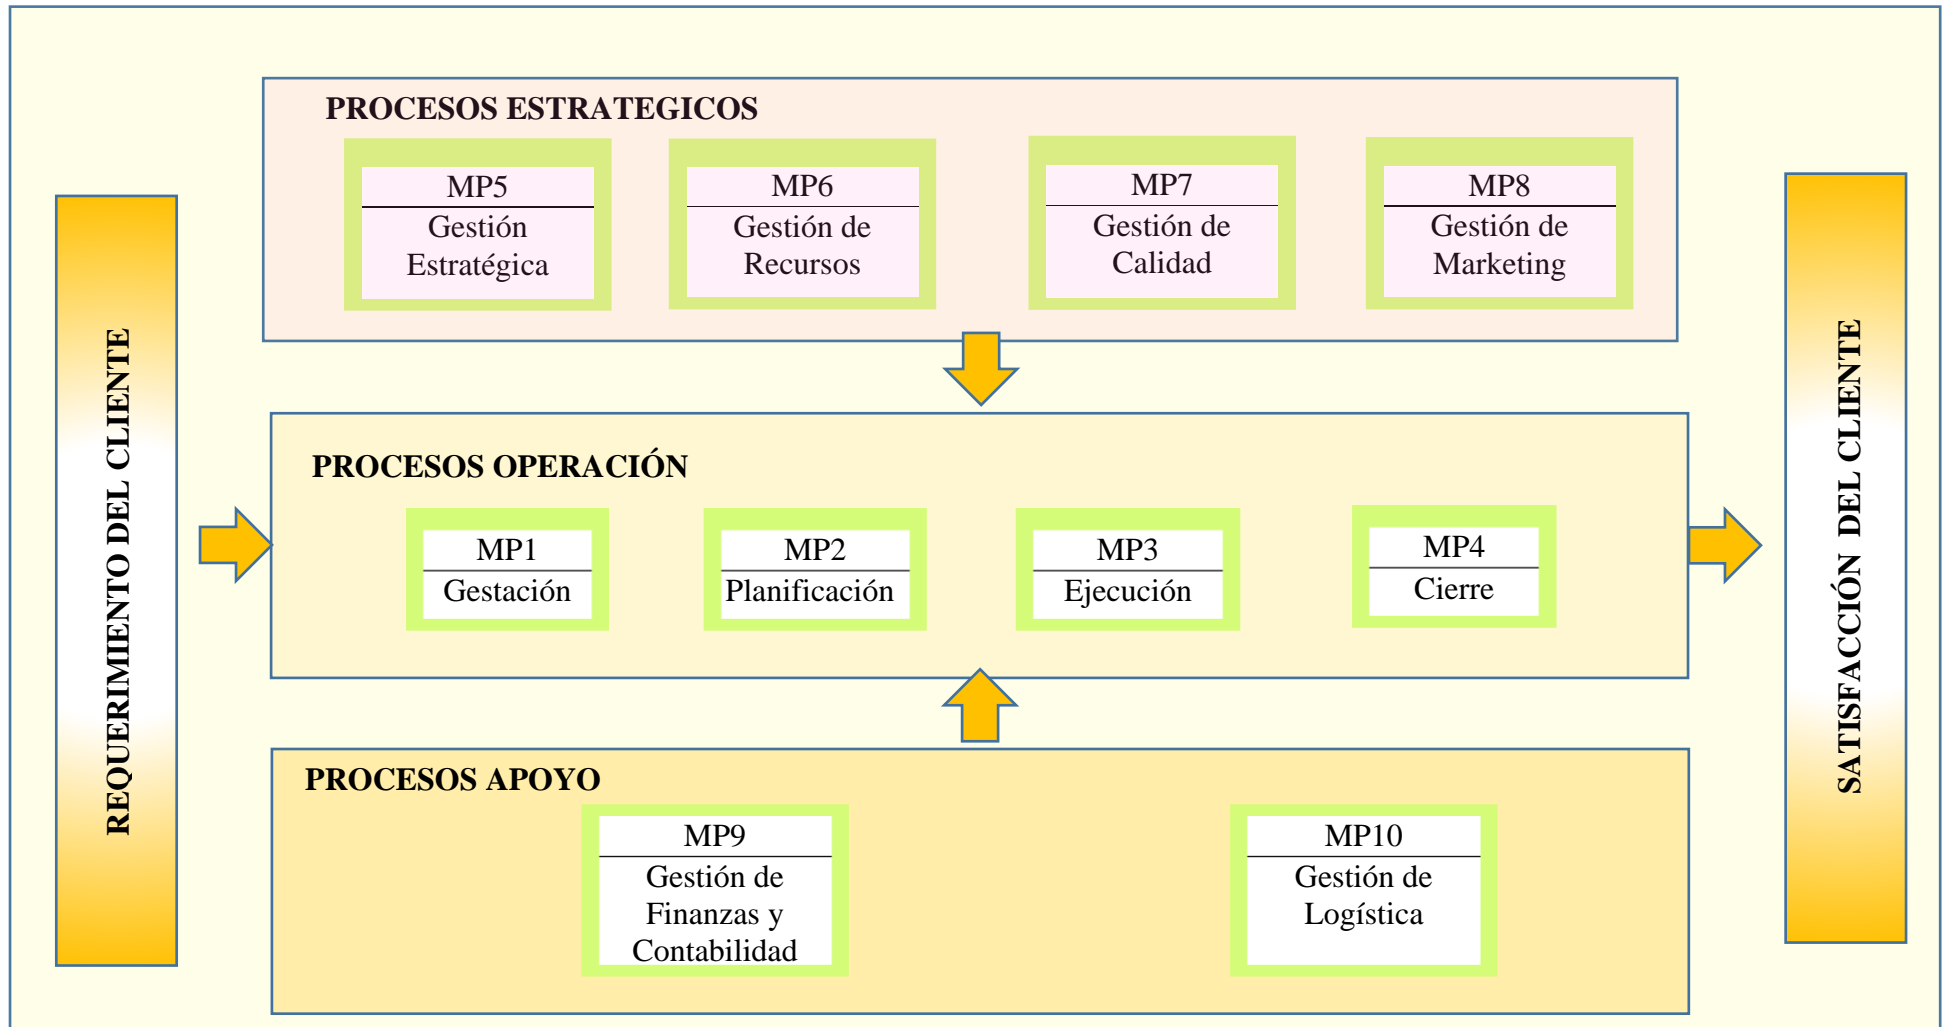 PROCESOS ESTRATEGICOS
MP5
Gestión
Estratégica
MP6
Gestión de
Recursos
MP7
Gestión de
Calidad
MP8
Gestión de
Marketing
REQUERIMIENTO DEL CLIENTE
PROCESOS OPERACIÓN
MP1
Gestación
MP2
Planificación
MP3
Ejecución
MP4
Cierre
SATISFACCIÓN DEL CLIENTE
PROCESOS APOYO
MP9
Gestión de
Finanzas y
Contabilidad
MP10
Gestión de
Logística